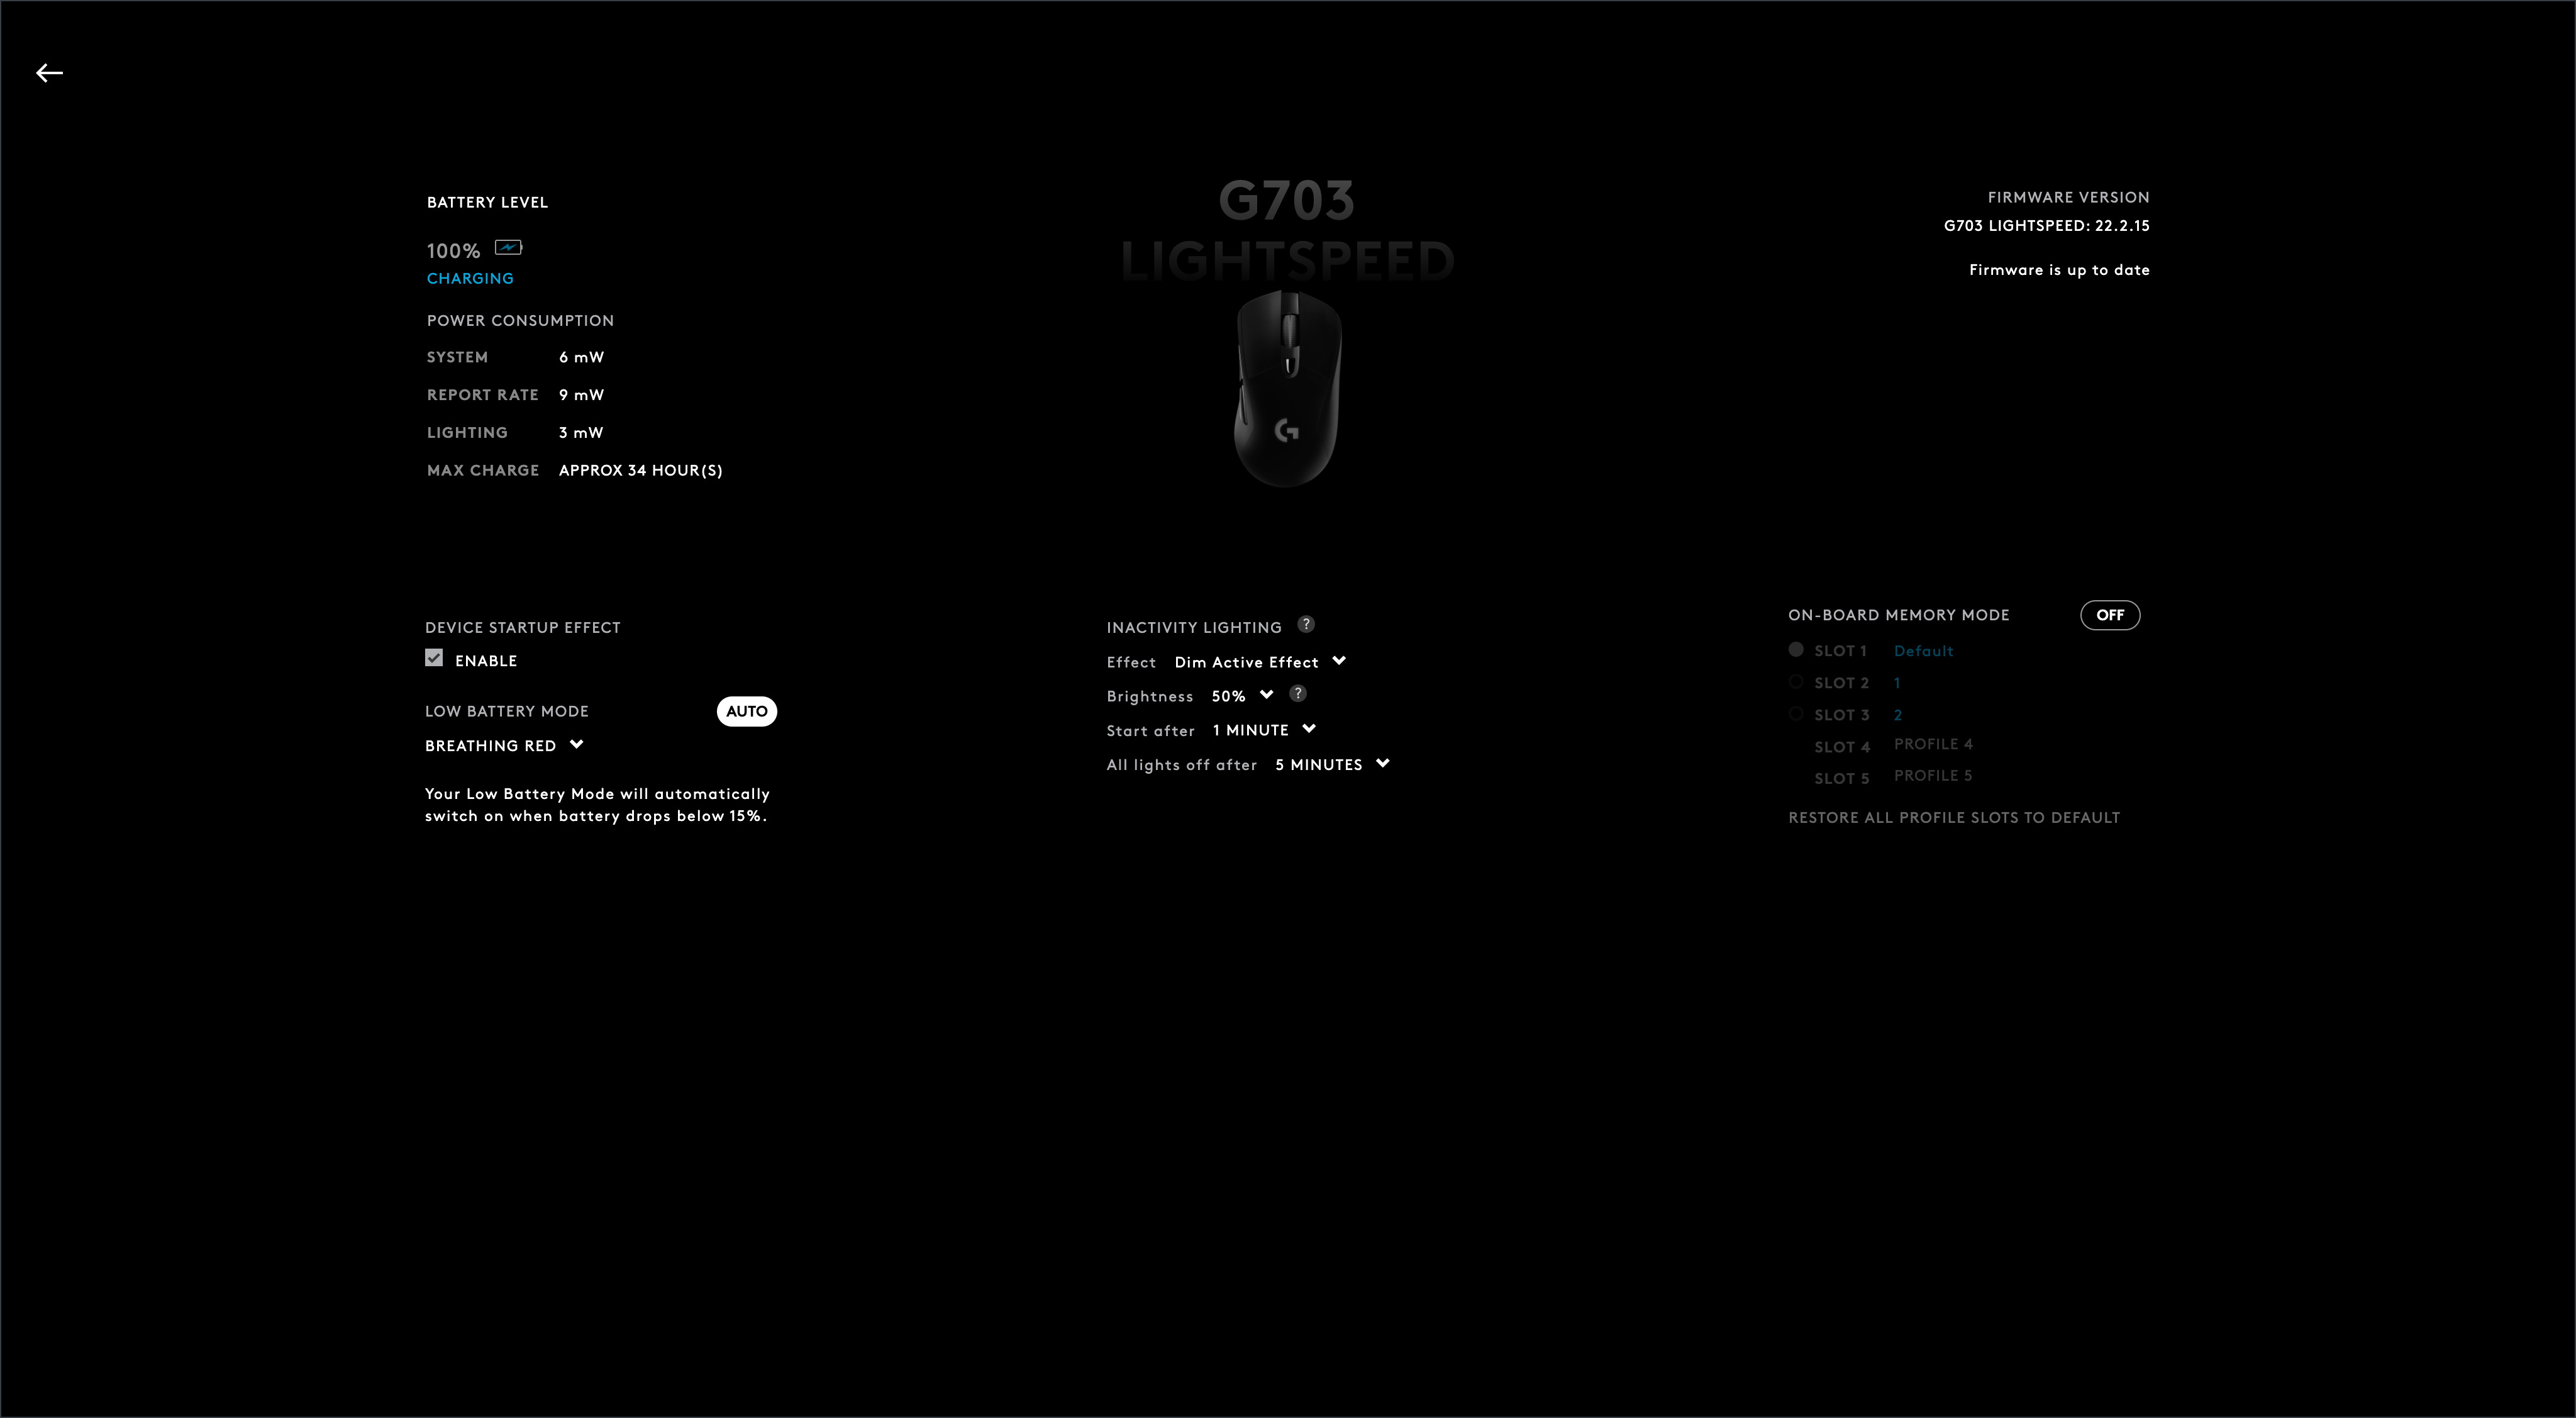 BATTERY LEVEL
100%
CHARGING
POWER CONSUMPTION
SYSTEM 6 mW
REPORT RATE 9 mW
LIGHTING 3 mW
MAX CHARGE APPROX 34 HOUR(S)
G703
LIGHTSPEED
G
FIRMWARE VERSION
G703 LIGHTSPEED: 22.2.15
Firmware is up to date
DEVICE STARTUP EFFECT
ENABLE
LOW BATTERY MODE AUTO
BREATHING RED
Your Low Battery Mode will automatically
switch on when battery drops below 15%.
INACTIVITY LIGHTING ?
Effect Dim Active Effect
Brightness 50% ?
Start after 1 MINUTE
All lights off after 5 MINUTES
ON-BOARD MEMORY MODE OFF
SLOT 1 Default
SLOT 2 1
SLOT 3 2
SLOT 4 PROFILE 4
SLOT 5 PROFILE 5
RESTORE ALL PROFILE SLOTS TO DEFAULT